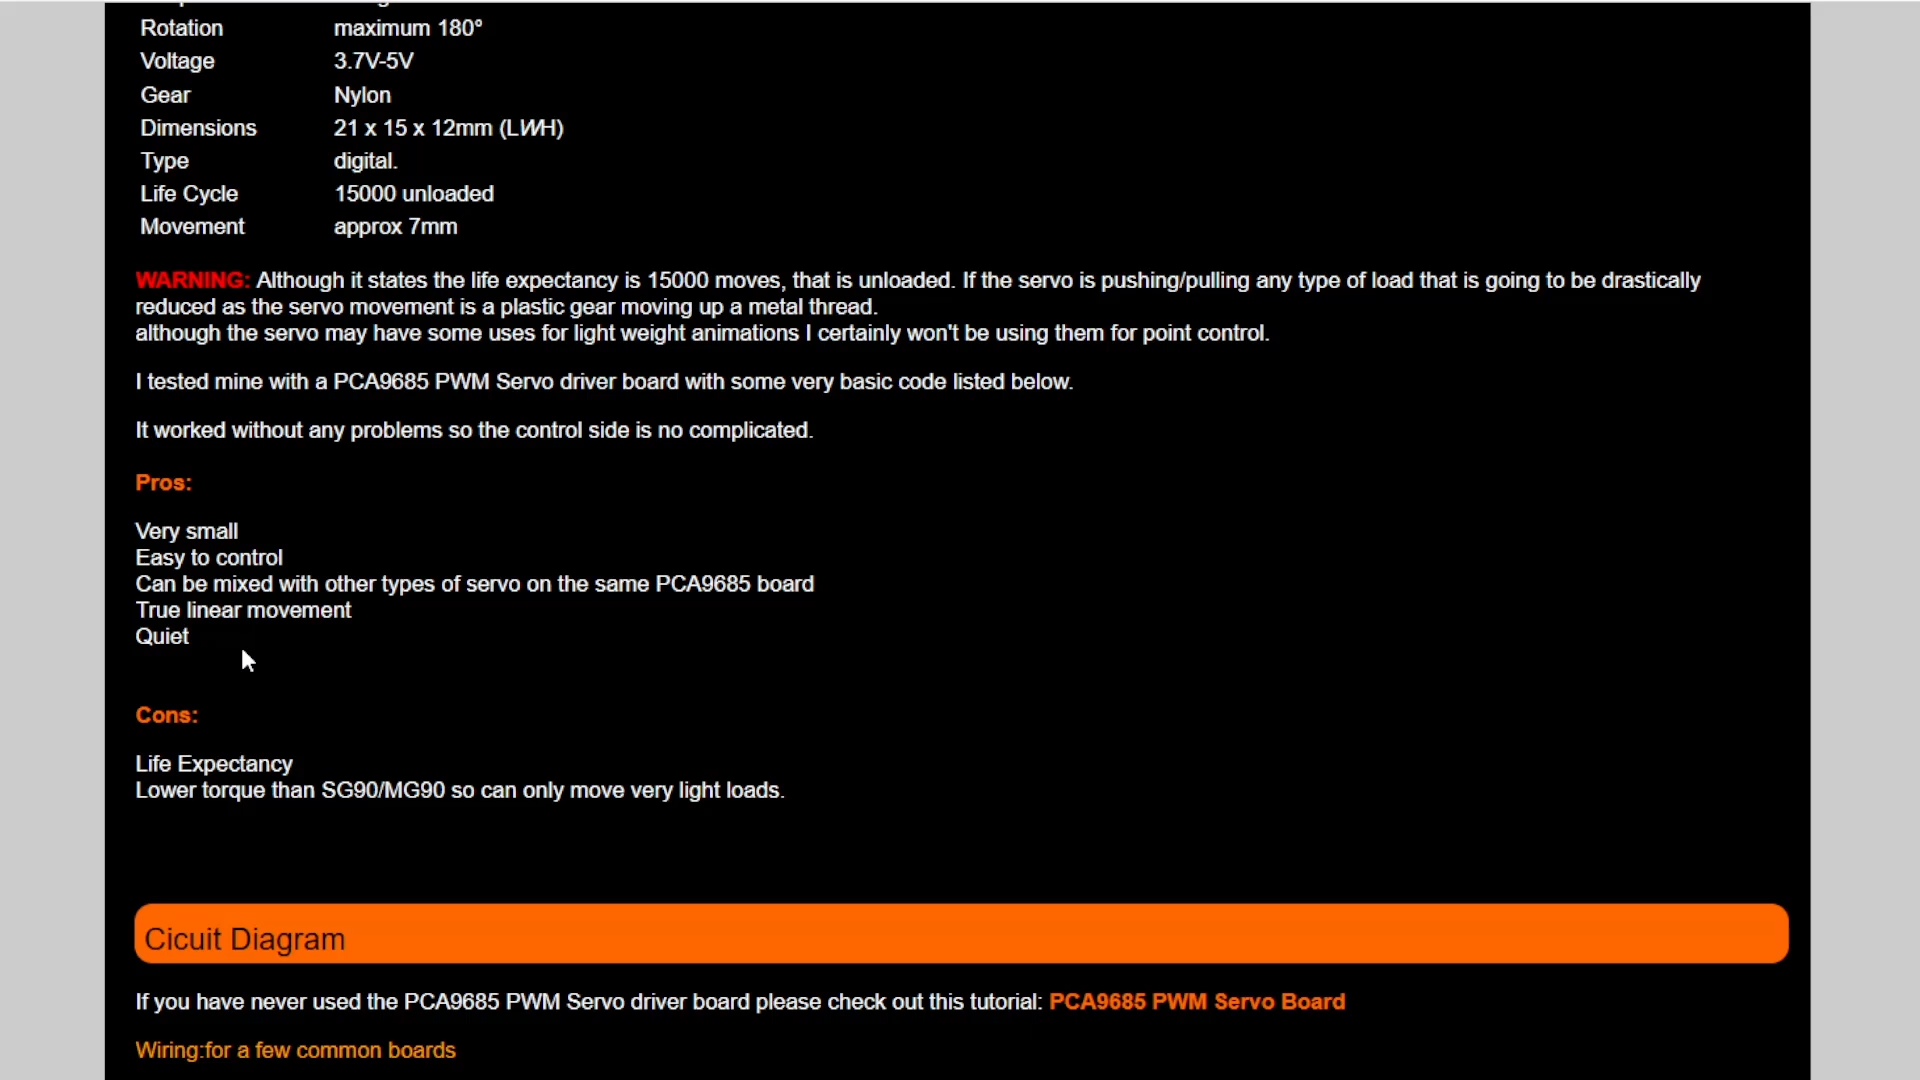 Rotation maximum 180°
Voltage 3.7V-5V
Gear Nylon
Dimensions 21 x 15 x 12mm (LWH)
Type digital.
Life Cycle 15000 unloaded
Movement approx 7mm
WARNING: Although it states the life expectancy is 15000 moves, that is unloaded. If the servo is pushing/pulling any type of load that is going to be drastically
reduced as the servo movement is a plastic gear moving up a metal thread.
although the servo may have some uses for light weight animations I certainly won't be using them for point control.
I tested mine with a PCA9685 PWM Servo driver board with some very basic code listed below.
It worked without any problems so the control side is no complicated.
Pros:
Very small
Easy to control
Can be mixed with other types of servo on the same PCA9685 board
True linear movement
Quiet
Cons:
Life Expectancy
Lower torque than SG90/MG90 so can only move very light loads.
Cicuit Diagram
If you have never used the PCA9685 PWM Servo driver board please check out this tutorial: PCA9685 PWM Servo Board
Wiring:for a few common boards